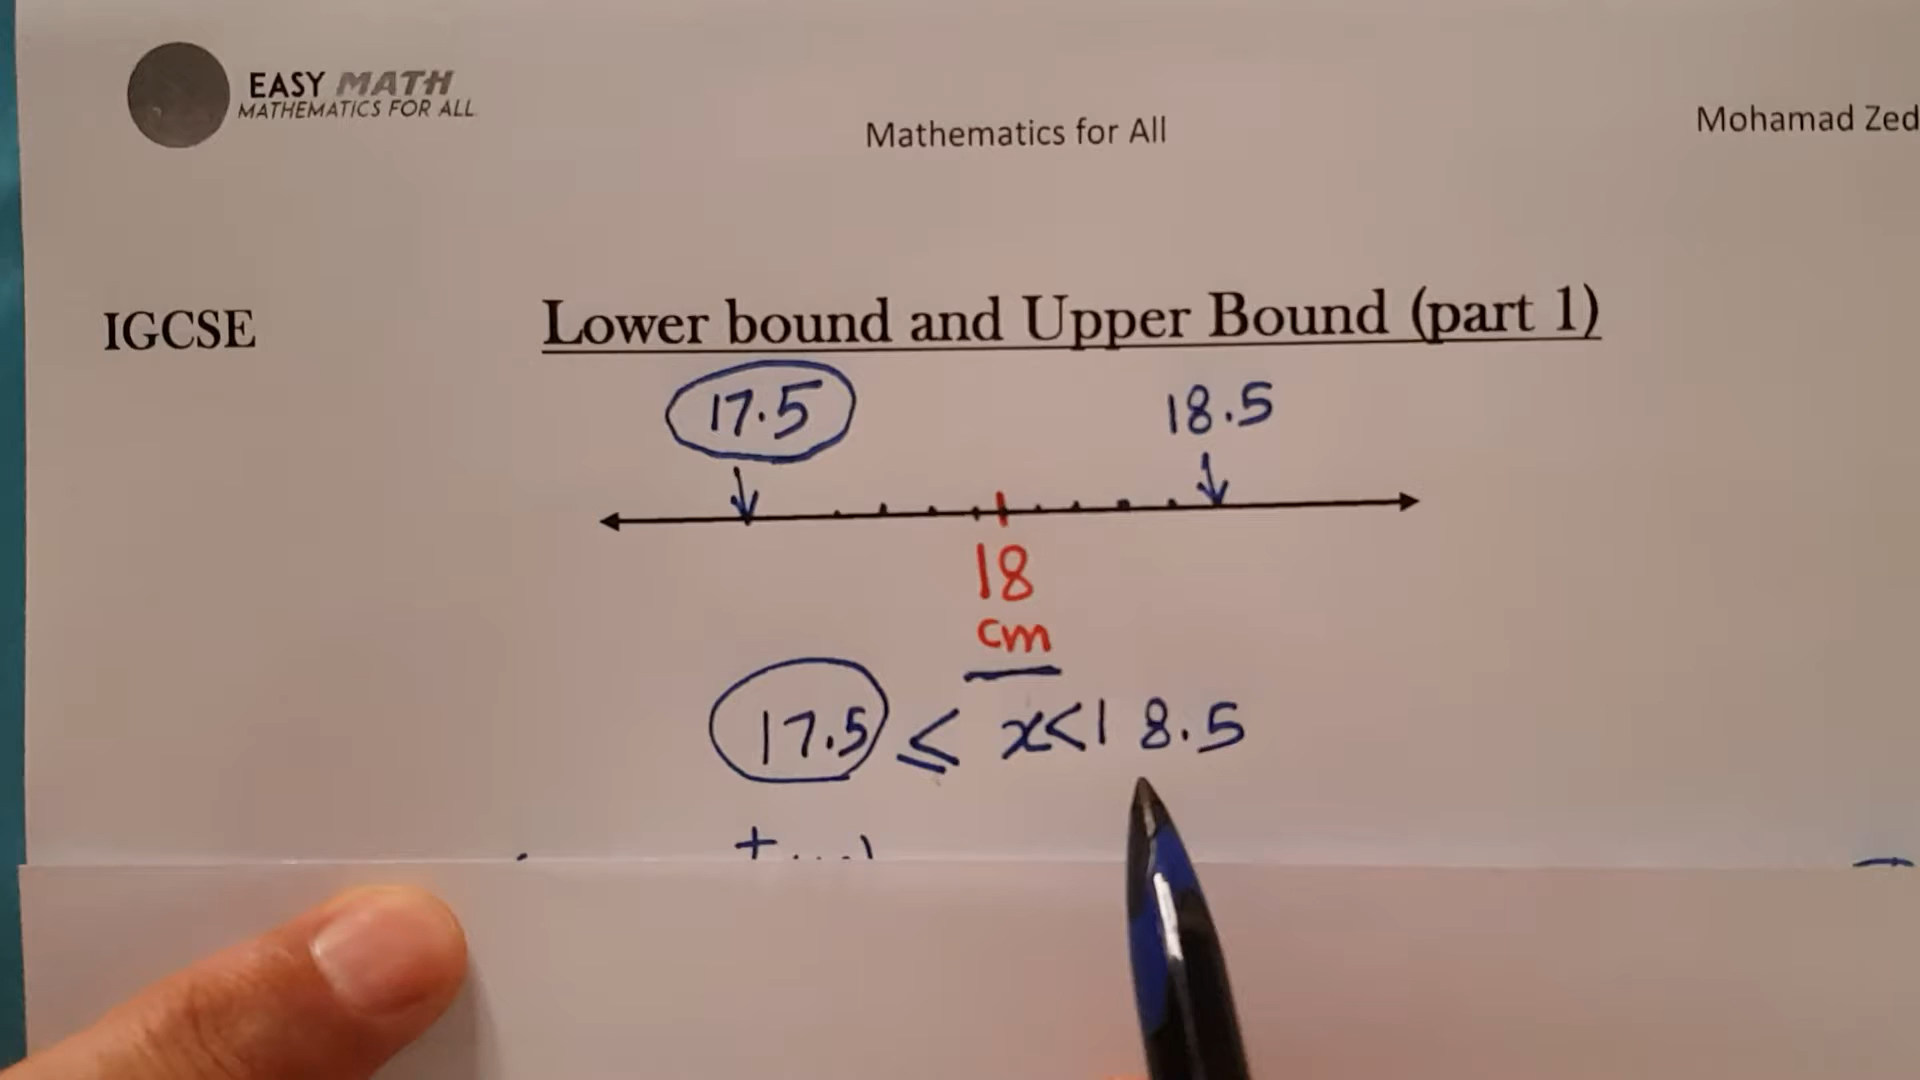 EASY MATH
MATHEMATICS FOR ALL
Mathematics for All
Mohamad Zed
IGCSE
Lower bound and Upper Bound (part 1)
17.5 18.5
18
cm
17.5 ≤ x<18.5